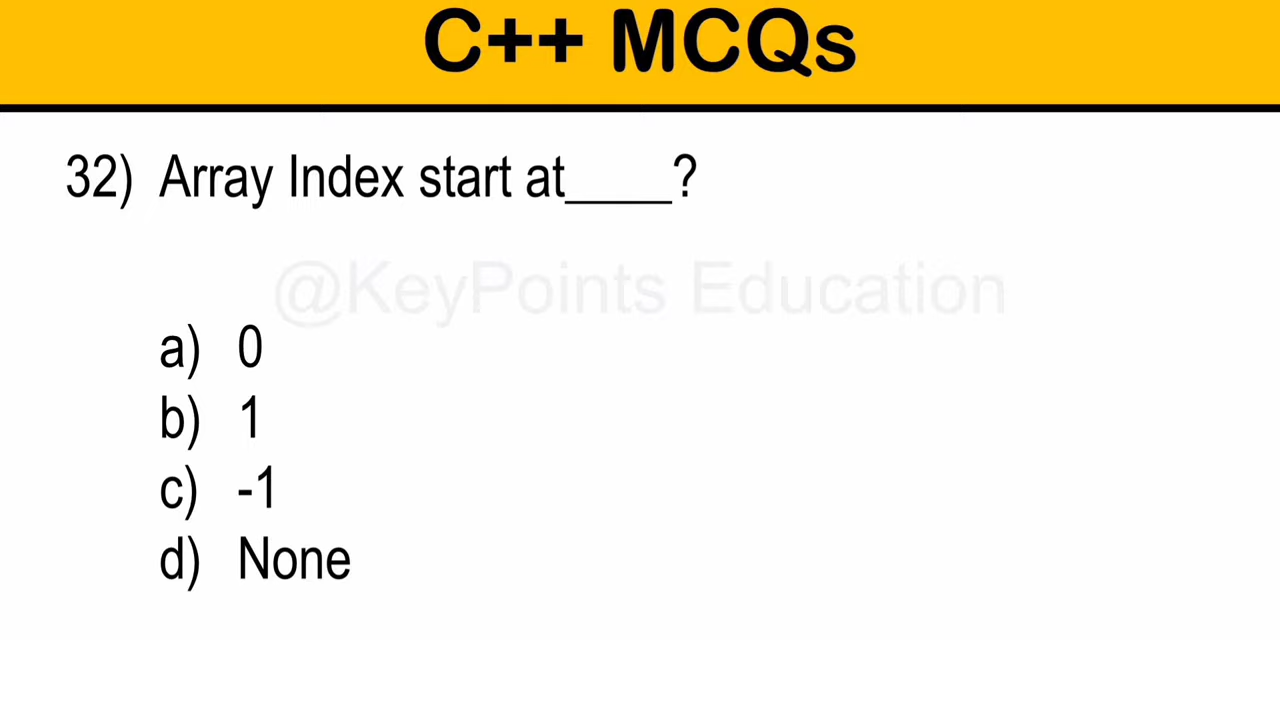 C++ MCQs
32) Array Index start at____?
@KeyPoints Education
a) 0
b) 1
c) -1
d) None